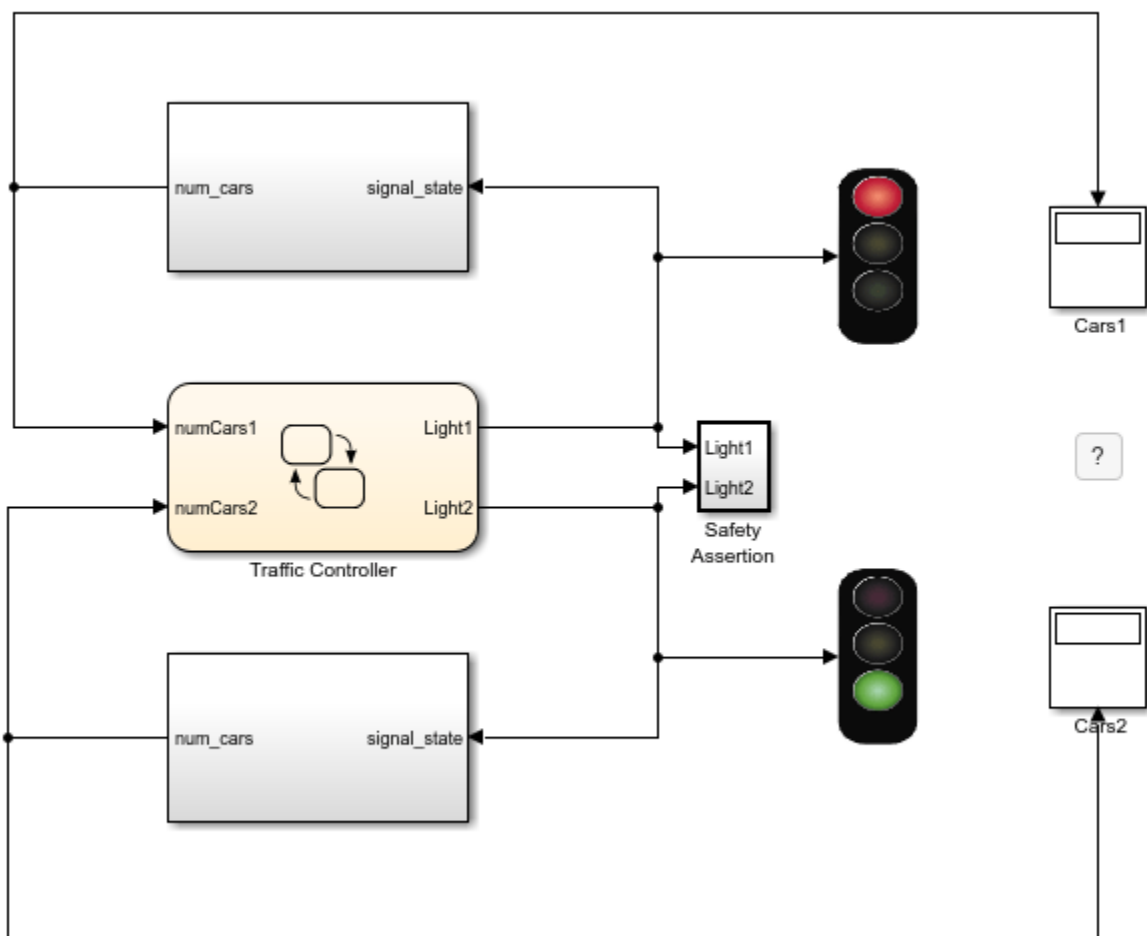 num_cars
signal_state
Cars1
numCars1
Light1
numCars2
Light2
Traffic Controller
Light1
Light2
Safety
Assertion
?
num_cars
signal_state
Cars2